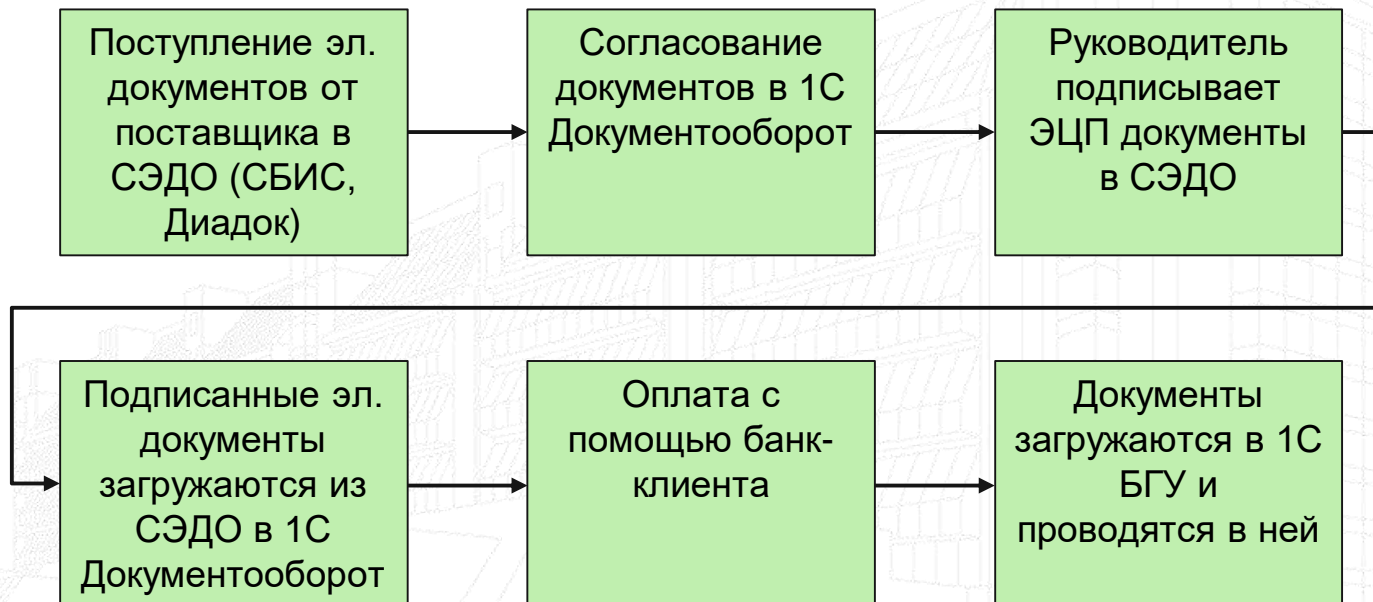 Поступление эл.
документов от
поставщика в
СЭДО (СБИС,
Диадок)
Согласование
документов в 1С
Документооборот
Руководитель
подписывает
ЭЦП документы
в СЭДО
Подписанные эл.
документы
загружаются из
СЭДО в 1С
Документооборот
Оплата с
помощью банк-
клиента
Документы
загружаются в 1С
БГУ и
проводятся в ней